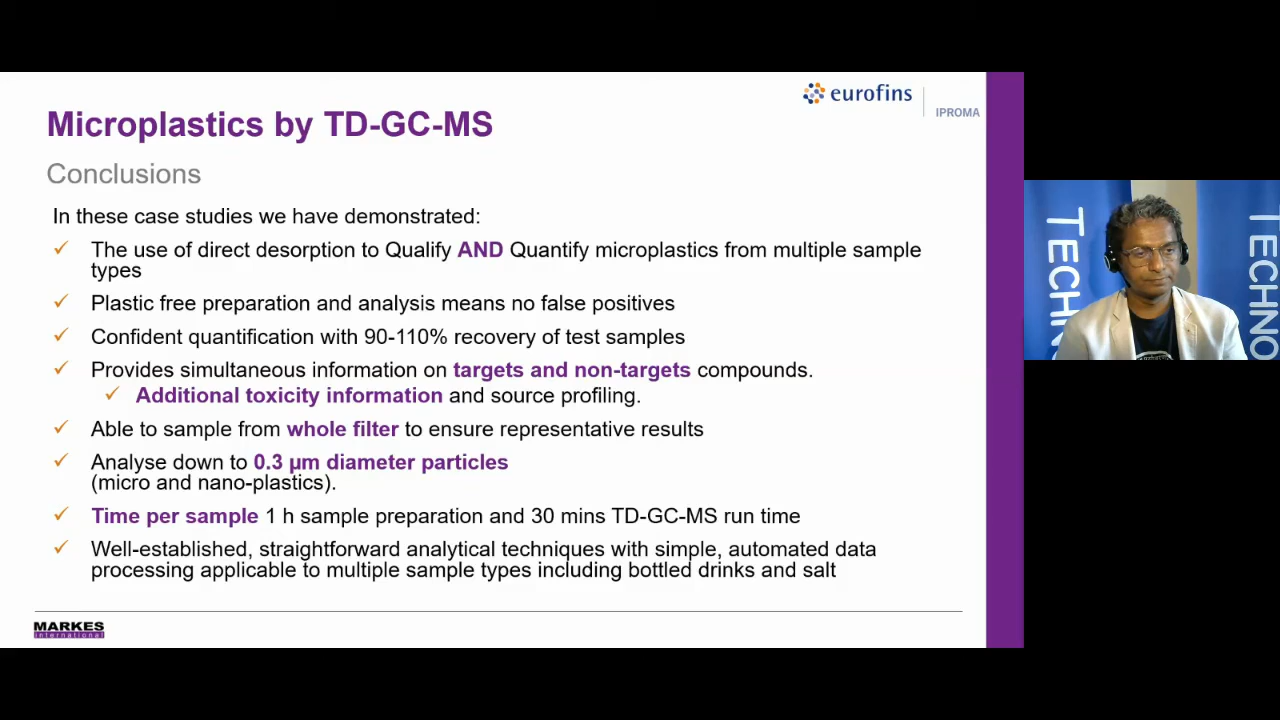 eurofins
IPROMA
Microplastics by TD-GC-MS
Conclusions
In these case studies we have demonstrated:
✓ The use of direct desorption to Qualify AND Quantify microplastics from multiple sample
types
✓ Plastic free preparation and analysis means no false positives
✓ Confident quantification with 90-110% recovery of test samples
✓ Provides simultaneous information on targets and non-targets compounds.
✓ Additional toxicity information and source profiling.
✓ Able to sample from whole filter to ensure representative results
✓ Analyse down to 0.3 µm diameter particles
(micro and nano-plastics).
✓ Time per sample 1 h sample preparation and 30 mins TD-GC-MS run time
✓ Well-established, straightforward analytical techniques with simple, automated data
processing applicable to multiple sample types including bottled drinks and salt
MARKES
international
TECHN
TECHNO